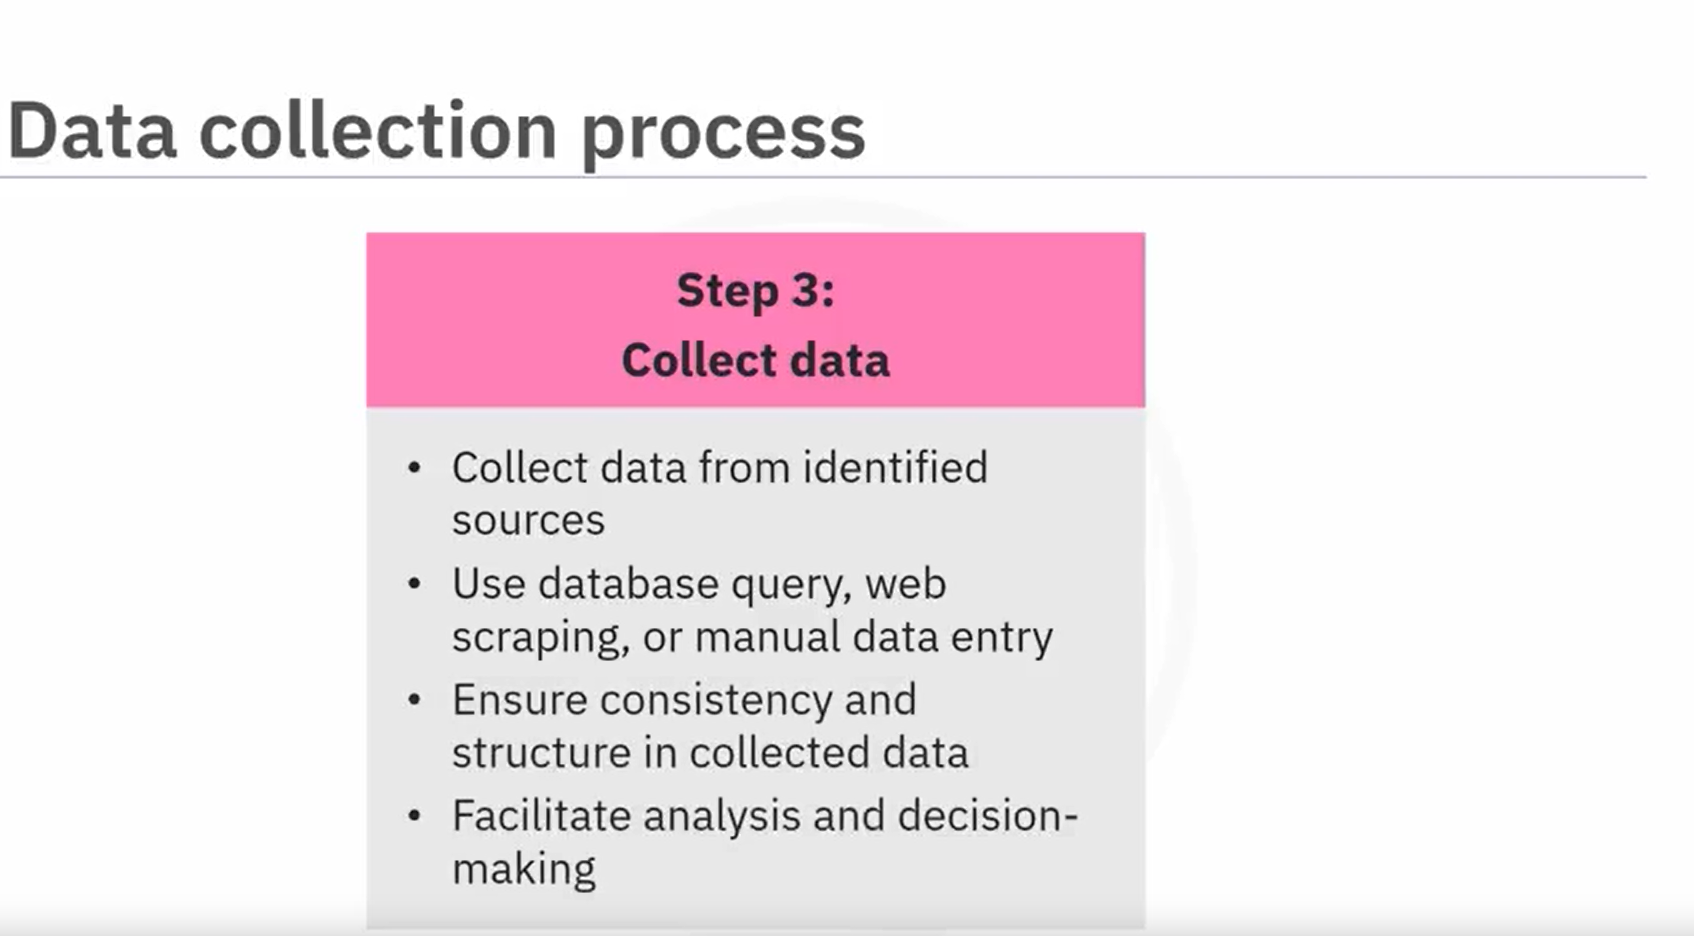 Data collection process
Step 3:
Collect data
• Collect data from identified
sources
• Use database query, web
scraping, or manual data entry
• Ensure consistency and
structure in collected data
• Facilitate analysis and decision-
making